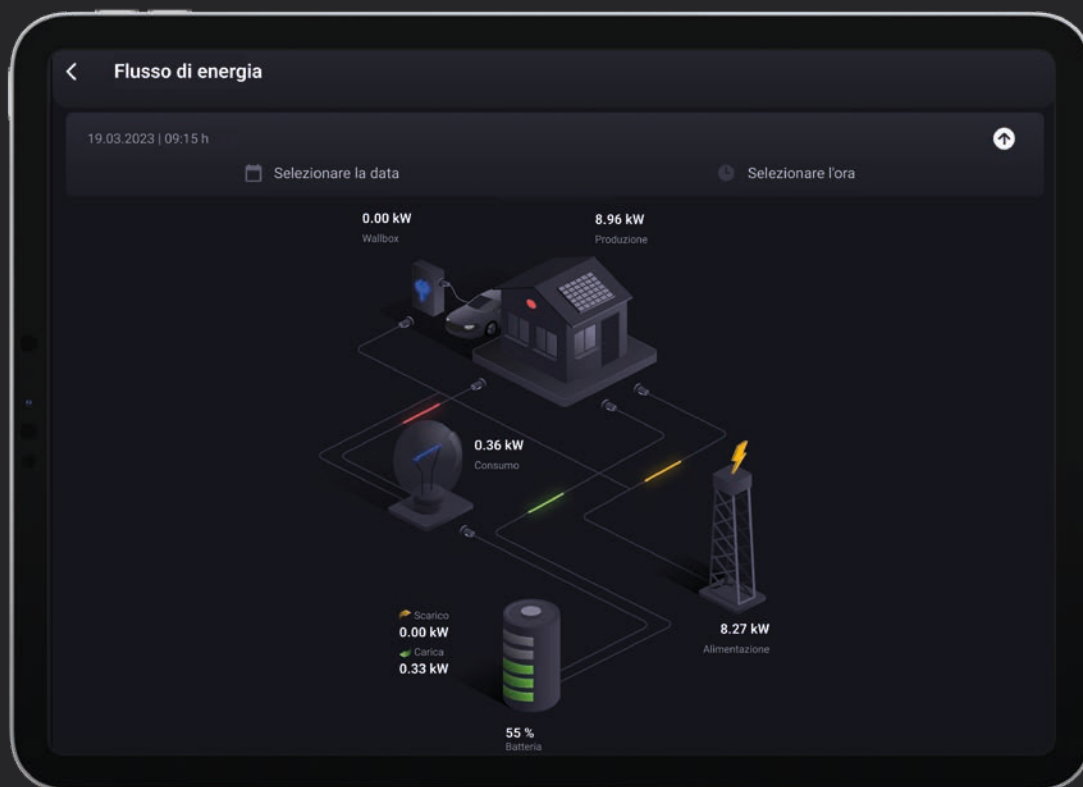 Flusso di energia
19.03.2023 | 09:15 h
Selezionare la data
Selezionare l'ora
0.00 kW
Wallbox
8.96 kW
Produzione
0.36 kW
Consumo
Scarico
0.00 kW
Carica
0.33 kW
8.27 kW
Alimentazione
55 %
Batteria